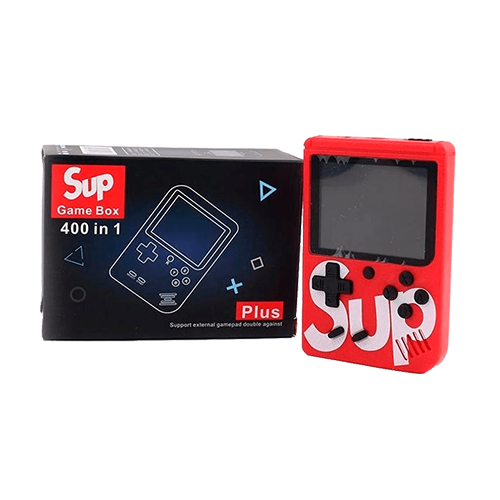 Sup
Game Box
400 in 1
Plus
Support external gamepad double against
Sup